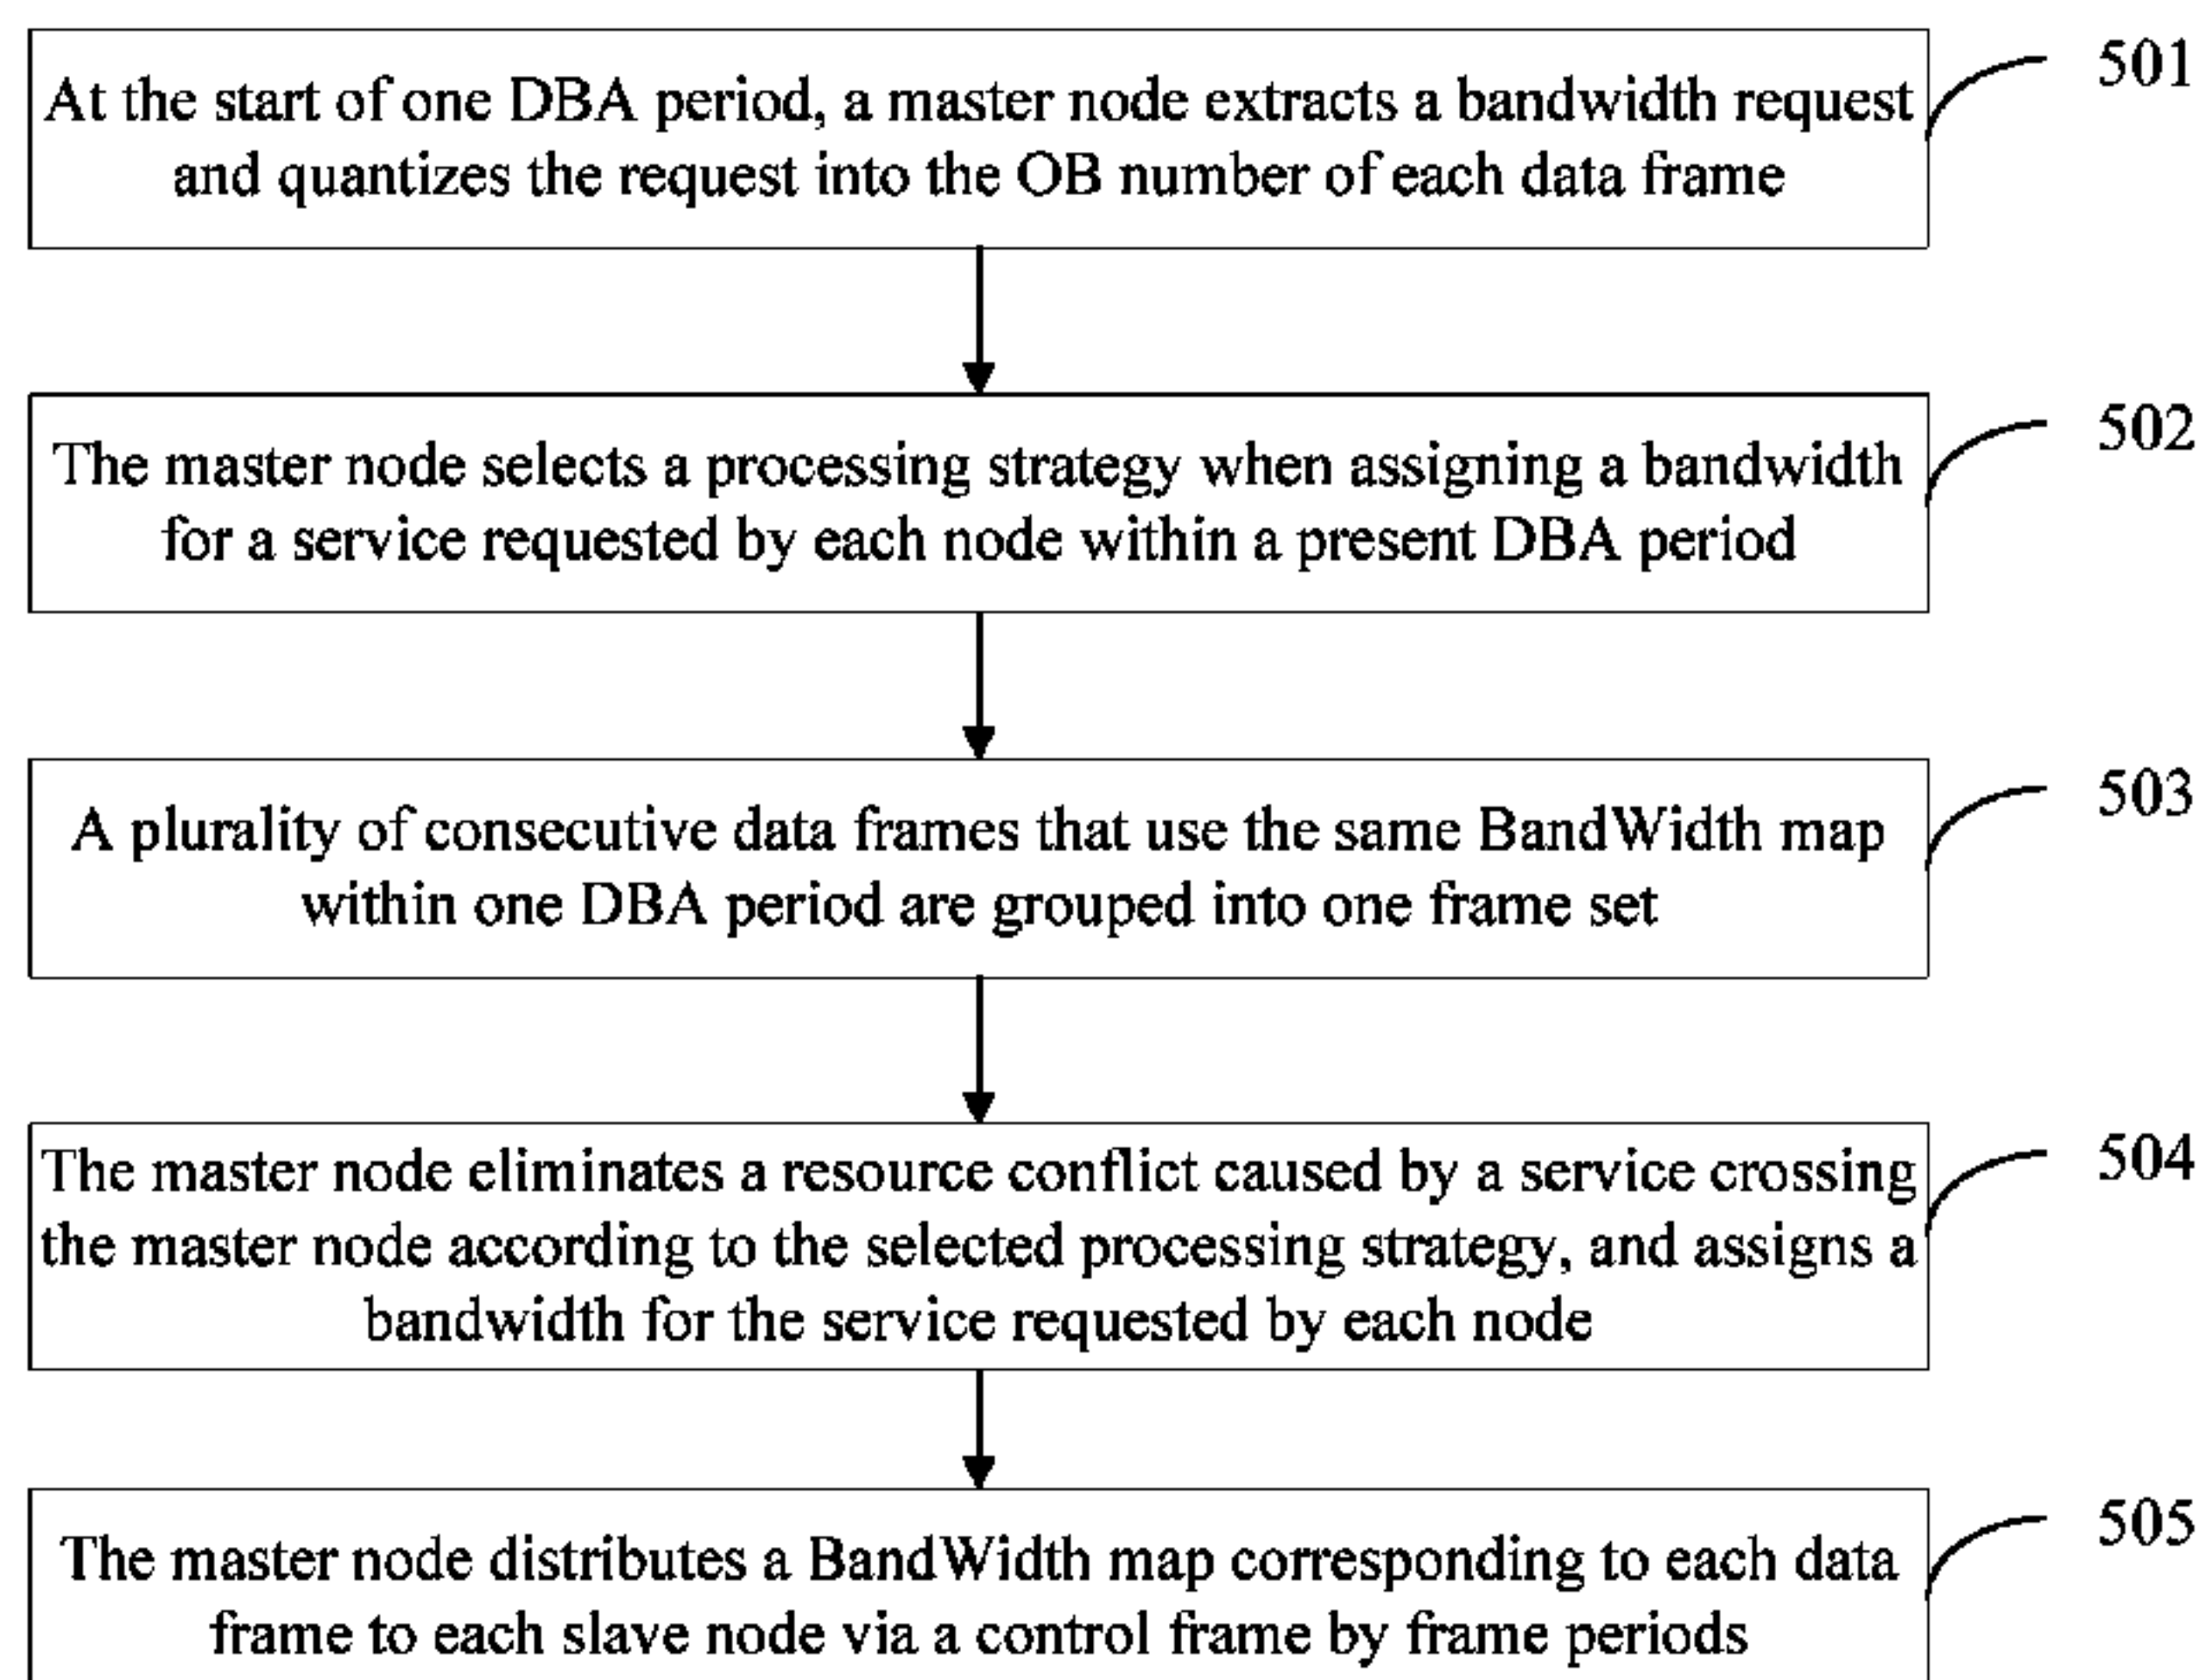 At the start of one DBA period, a master node extracts a bandwidth request
and quantizes the request into the OB number of each data frame
501
The master node selects a processing strategy when assigning a bandwidth
for a service requested by each node within a present DBA period
502
A plurality of consecutive data frames that use the same BandWidth map
within one DBA period are grouped into one frame set
503
The master node eliminates a resource conflict caused by a service crossing
the master node according to the selected processing strategy, and assigns a
bandwidth for the service requested by each node
504
The master node distributes a BandWidth map corresponding to each data
frame to each slave node via a control frame by frame periods
505